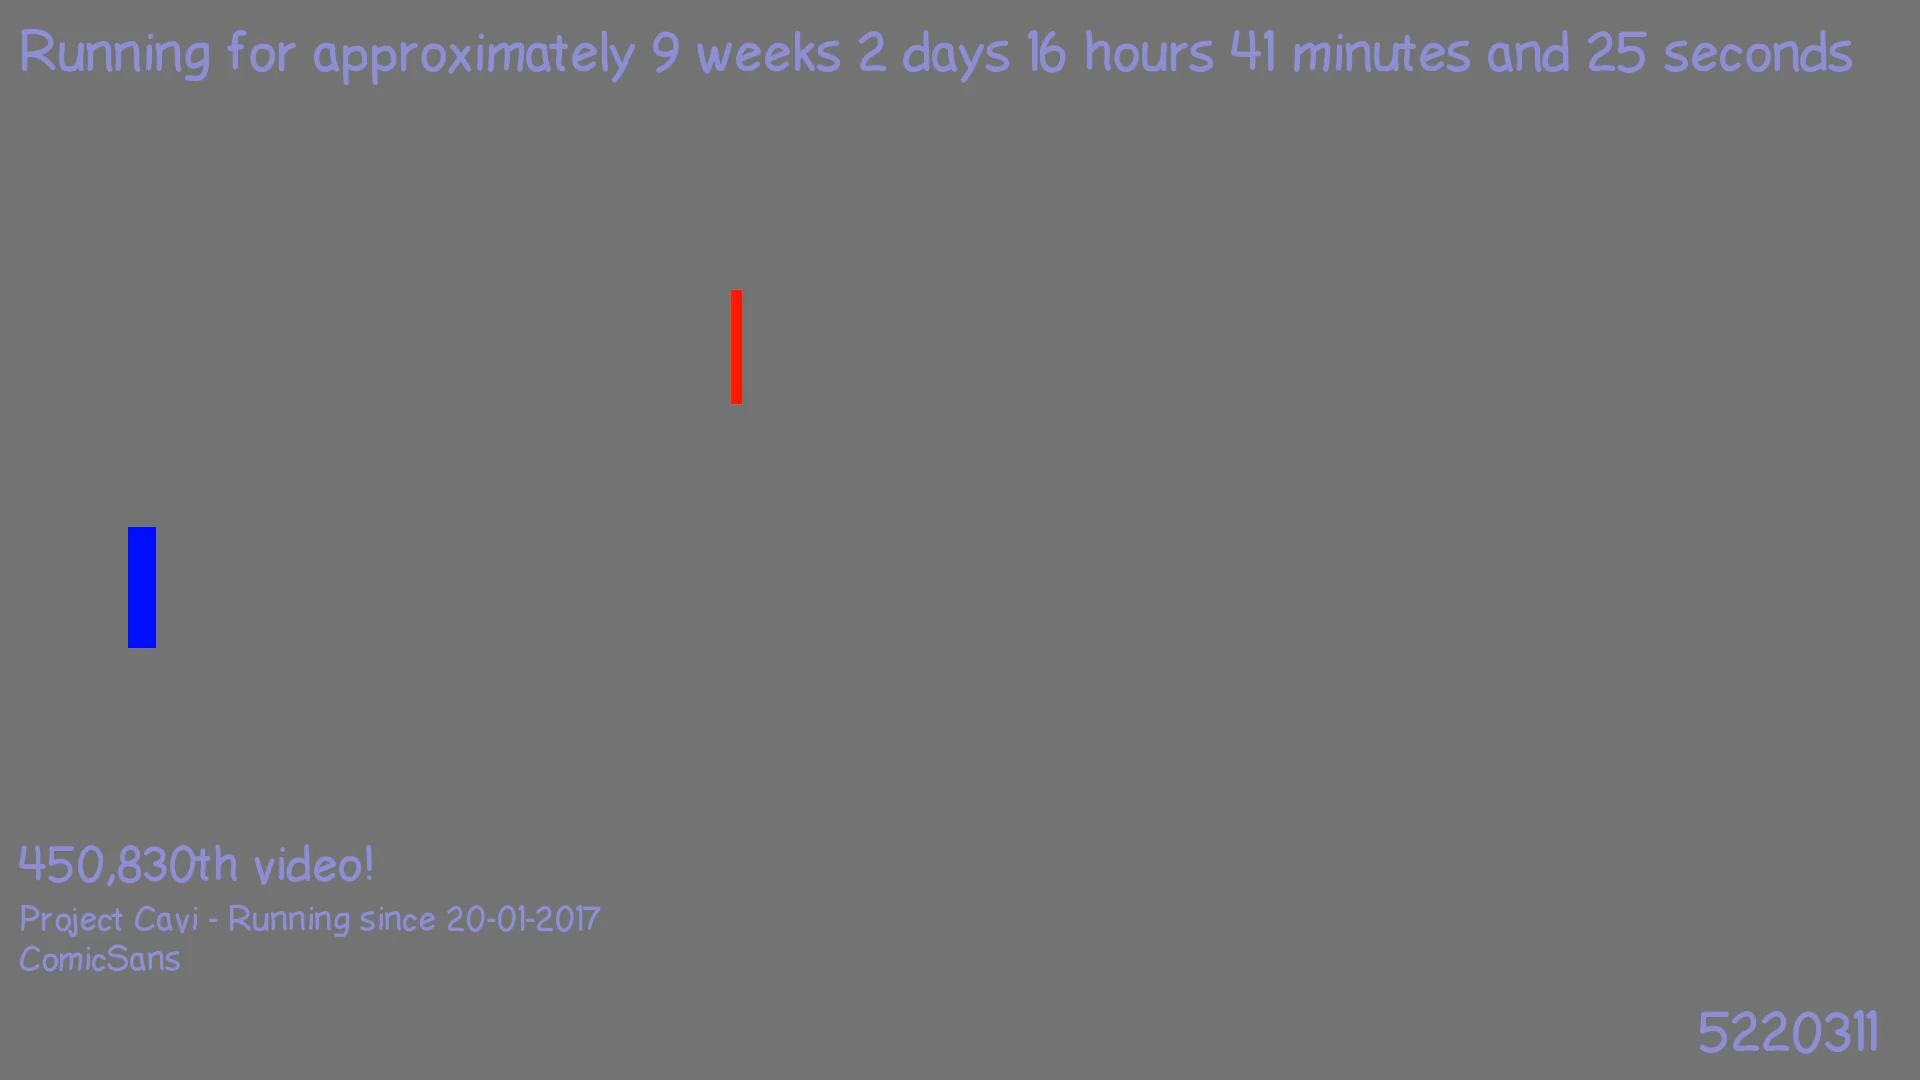 Running for approximately 9 weeks 2 days 16 hours 41 minutes and 25 seconds
450,830th video!
Project Cavi - Running since 20-01-2017
ComicSans
5220311